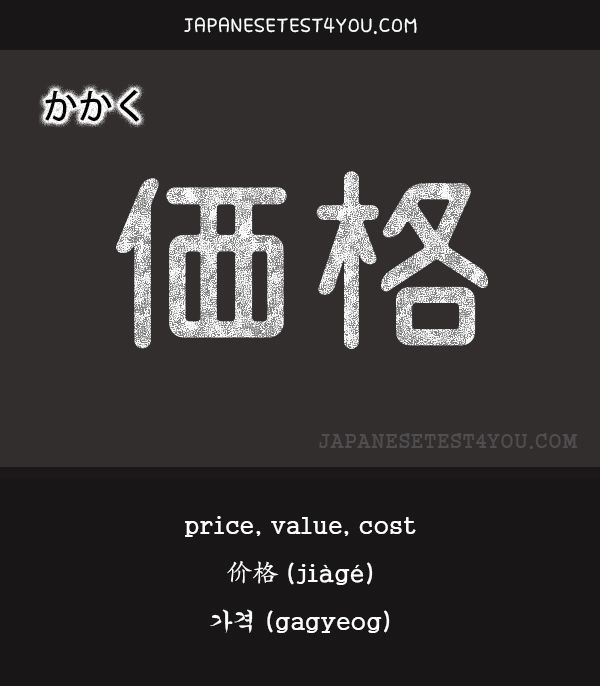 JAPANESETEST4YOU.COM
かかく
価格
JAPANESETEST4YOU.COM
price, value, cost
价格 (jiàgé)
가격 (gagyeog)